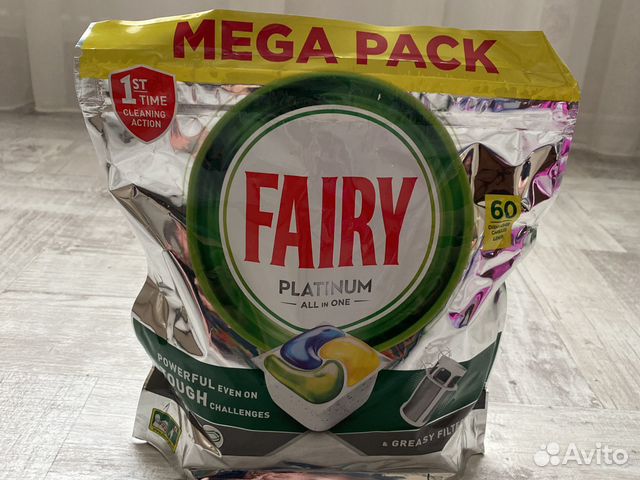 MEGA PACK
1ST
TIME
CLEANING
ACTION
FAIRY
PLATINUM
ALL IN ONE
60
POWERFUL EVEN ON
TOUGH
CHALLENGES
& GREASY FILT
Avito